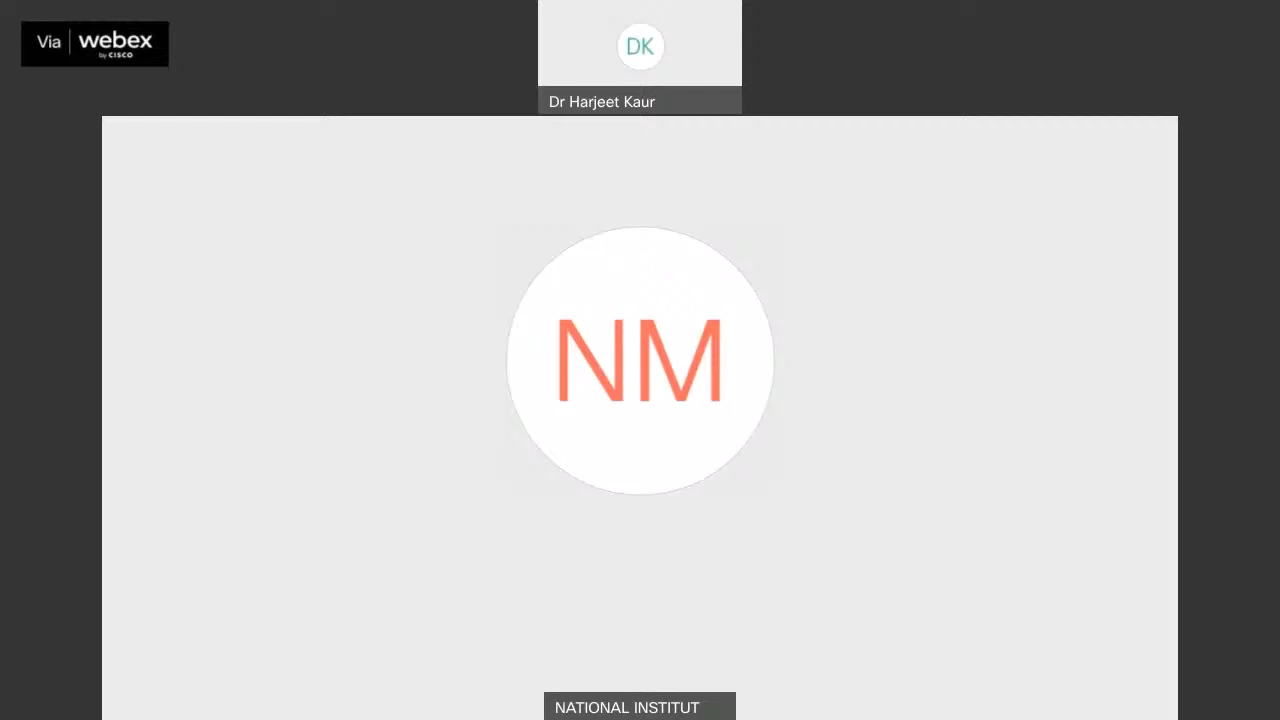 Via webex
by CISCO
DK
Dr Harjeet Kaur
NM
NATIONAL INSTITUT